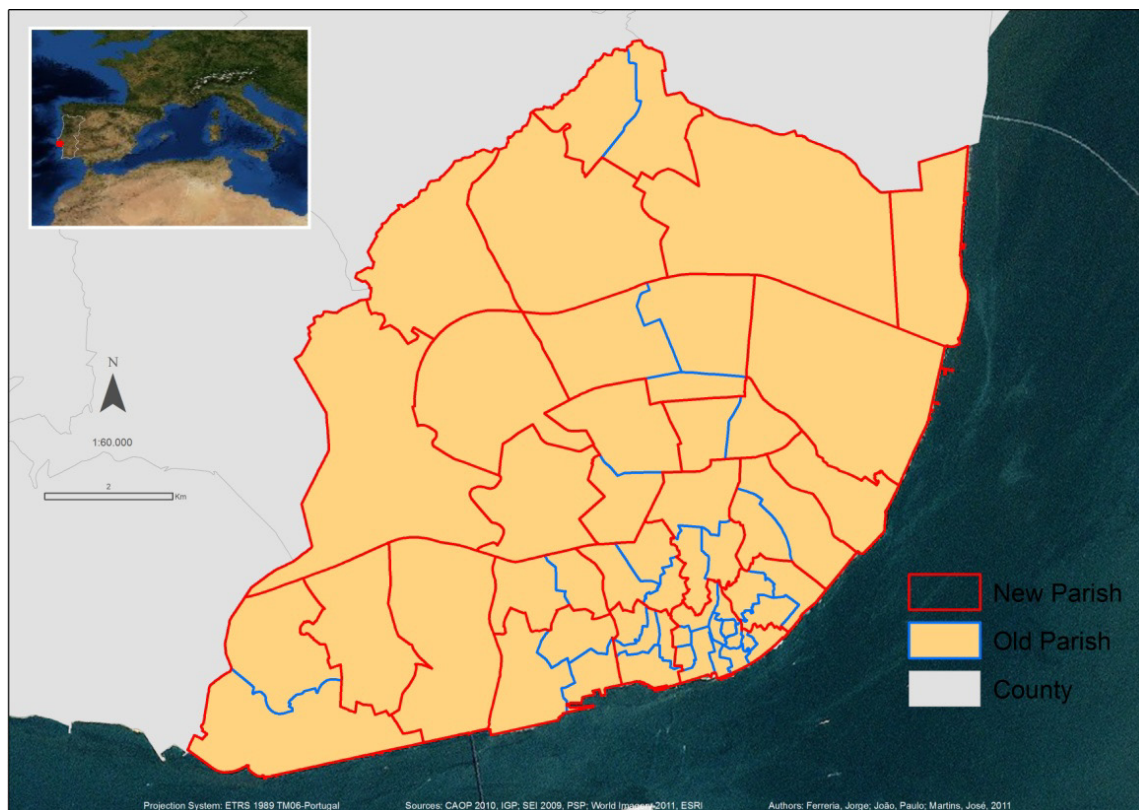 N
1:60.000
2
Km
New Parish
Old Parish
County
Projection System: ETRS 1989 TM06-Portugal
Sources: CAOP 2010, IGP; SEI 2009, PSP; World Imagery 2011, ESRI
Authors: Ferreria, Jorge; João, Paulo; Martins, José, 2011